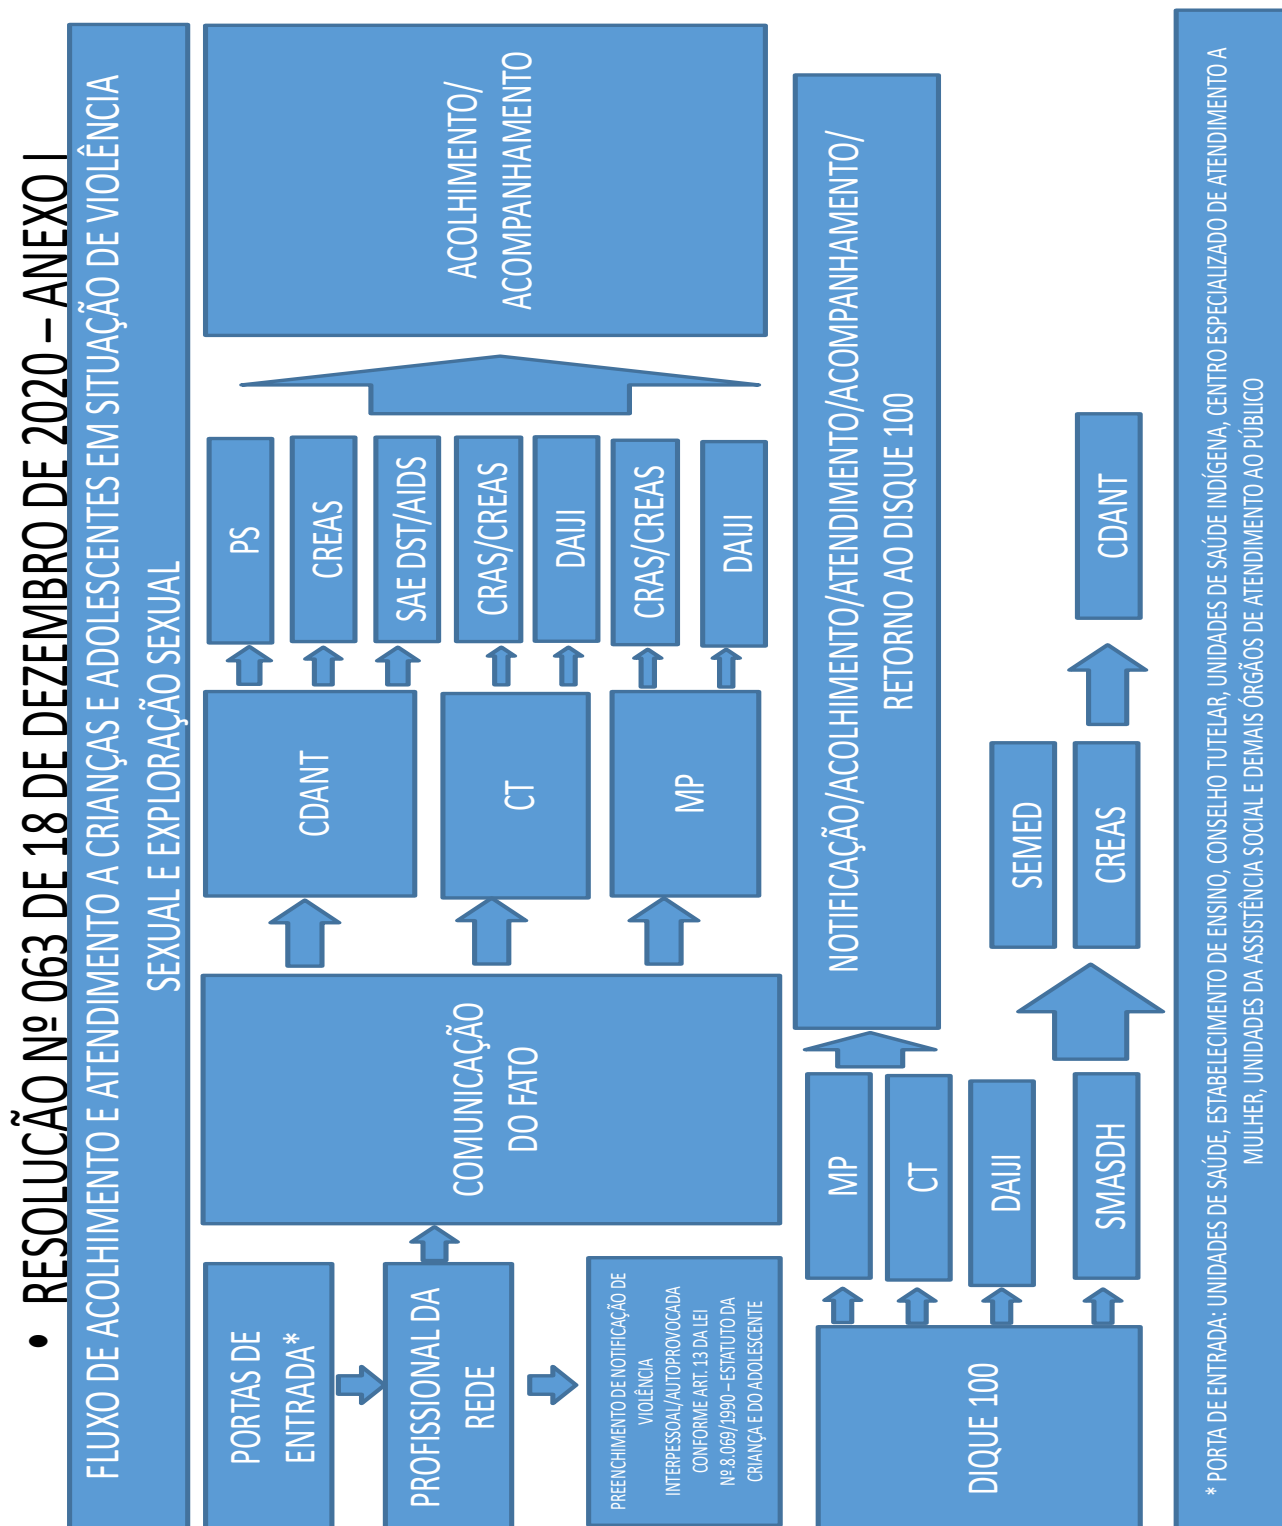 • RESOLUÇÃO Nº 063 DE 18 DE DEZEMBRO DE 2020 – ANEXO I
FLUXO DE ACOLHIMENTO E ATENDIMENTO A CRIANÇAS E ADOLESCENTES EM SITUAÇÃO DE VIOLÊNCIA
SEXUAL E EXPLORAÇÃO SEXUAL
PORTAS DE
ENTRADA*
PROFISSIONAL DA
REDE
PREENCHIMENTO DE NOTIFICAÇÃO DE
VIOLÊNCIA
INTERPESSOAL/AUTOPROVOCADA
CONFORME ART. 13 DA LEI
Nº.8.069/1990 – ESTATUTO DA
CRIANÇA E DO ADOLESCENTE
COMUNICAÇÃO
DO FATO
CDANT
CT
MP
PS
CREAS
SAE DST/AIDS
CRAS/CREAS
DAIJI
CRAS/CREAS
DAIJI
ACOLHIMENTO/
ACOMPANHAMENTO
DIQUE 100
MP
CT
DAIJI
SMASDH
NOTIFICAÇÃO/ACOLHIMENTO/ATENDIMENTO/ACOMPANHAMENTO/
RETORNO AO DISQUE 100
SEMED
CREAS
CDANT
* PORTA DE ENTRADA: UNIDADES DE SAÚDE, ESTABELECIMENTO DE ENSINO, CONSELHO TUTELAR, UNIDADES DE SAÚDE INDÍGENA, CENTRO ESPECIALIZADO DE ATENDIMENTO A
MULHER, UNIDADES DA ASSISTÊNCIA SOCIAL E DEMAIS ÓRGÃOS DE ATENDIMENTO AO PÚBLICO